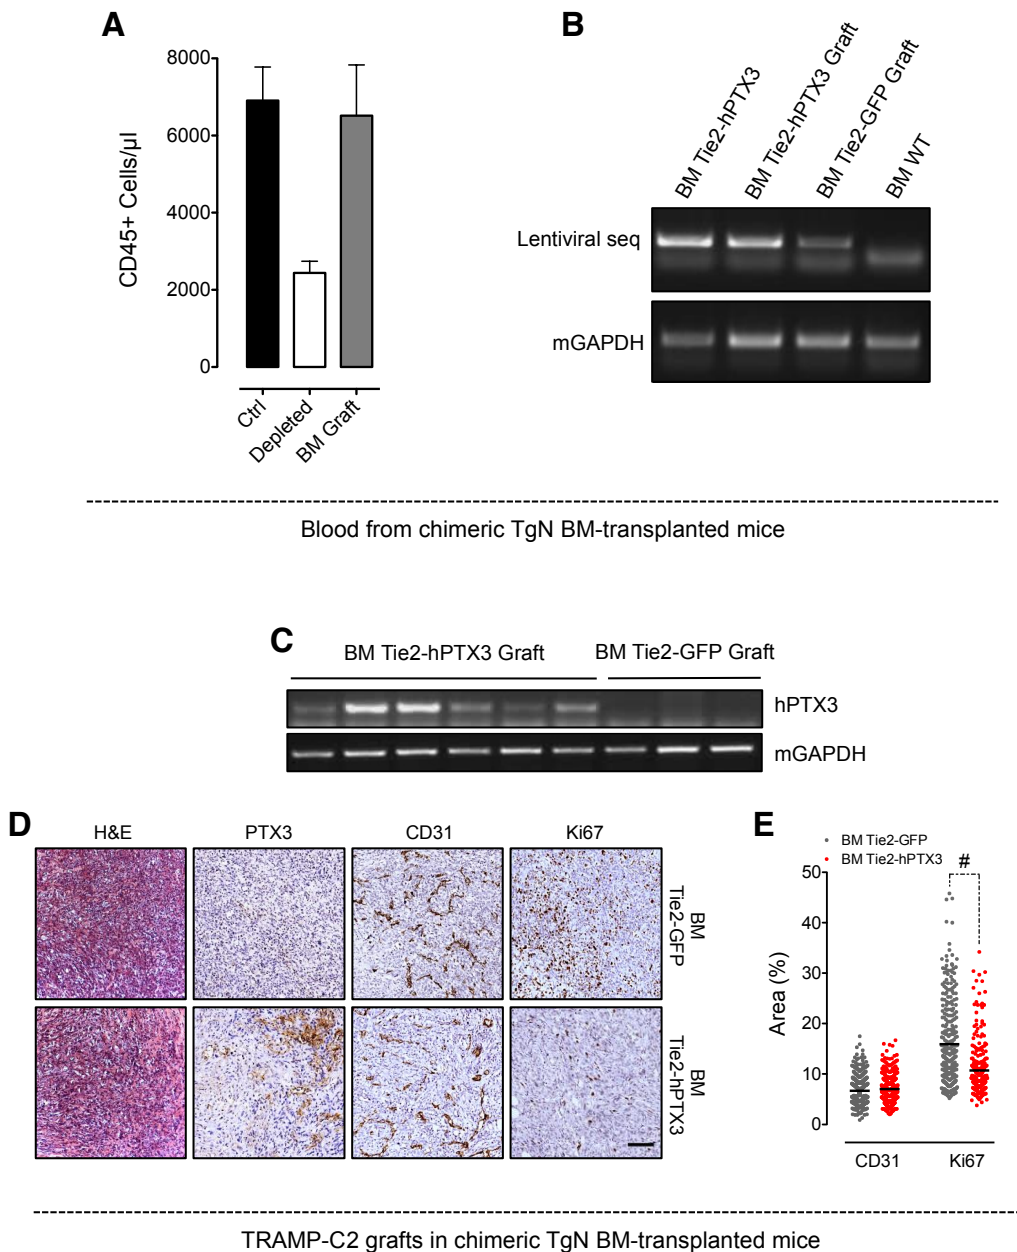 A
8000
6000
4000
2000
0
CD45+ Cells/µl
Ctrl
Depleted
BM Graft
B
BM Tie2-hPTX3
BM Tie2-hPTX3 Graft
BM Tie2-GFP Graft
BM WT
Lentiviral seq
mGAPDH
Blood from chimeric TgN BM-transplanted mice
C
BM Tie2-hPTX3 Graft
BM Tie2-GFP Graft
hPTX3
mGAPDH
D
H&E
PTX3
CD31
Ki67
BM
Tie2-GFP
BM
Tie2-hPTX3
E
BM Tie2-GFP
BM Tie2-hPTX3
#
50
40
30
20
10
0
Area (%)
CD31
Ki67
TRAMP-C2 grafts in chimeric TgN BM-transplanted mice